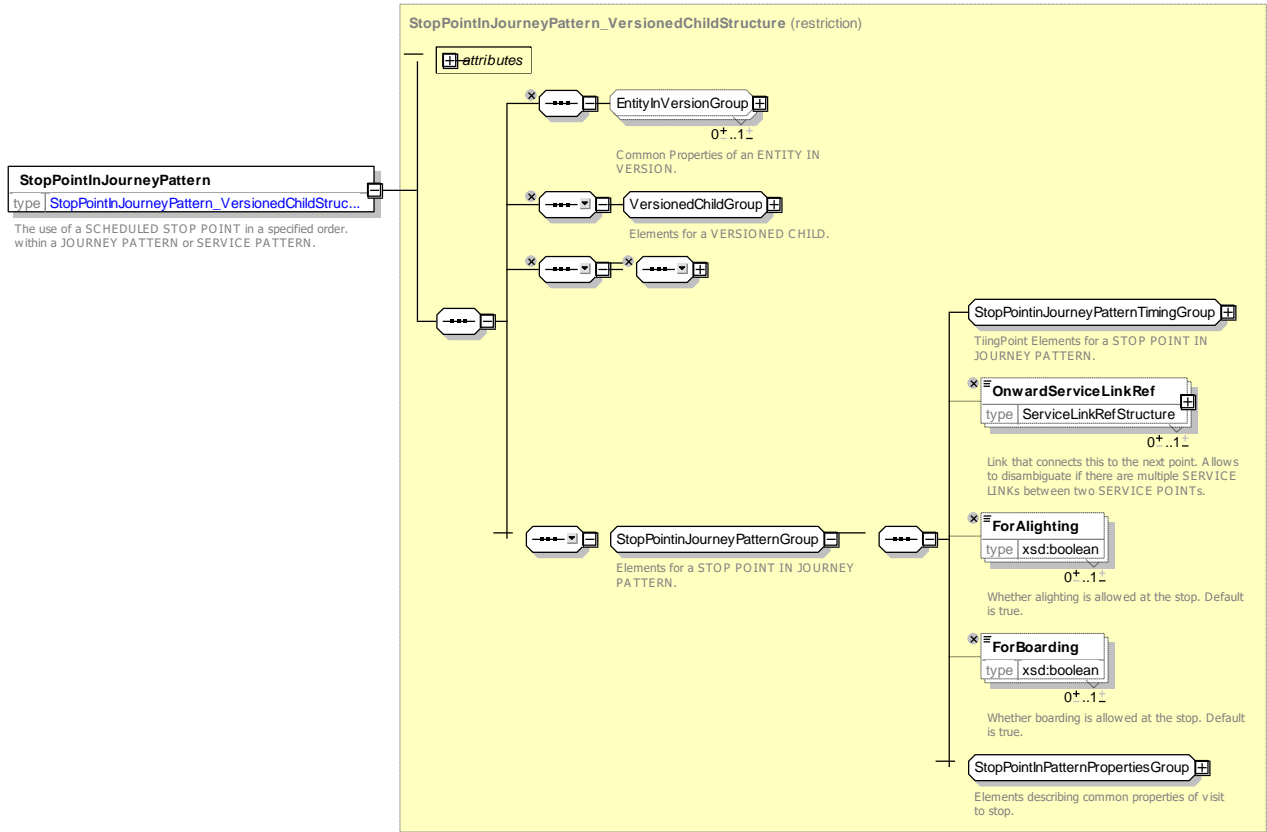 StopPointInJourneyPattern_VersionedChildStructure (restriction)
attributes
EntityInVersionGroup
0..1
Common Properties of an ENTITY IN
VERSION.
StopPointInJourneyPattern
type StopPointInJourneyPattern_VersionedChildStruc...
The use of a SCHEDULED STOP POINT in a specified order.
within a JOURNEY PATTERN or SERVICE PATTERN.
VersionedChildGroup
Elements for a VERSIONED CHILD.
StopPointinJourneyPatternTimingGroup
TiingPoint Elements for a STOP POINT IN
JOURNEY PATTERN.
OnwardServiceLinkRef
type ServiceLinkRefStructure
0..1
Link that connects this to the next point. Allows
to disambiguate if there are multiple SERVICE
LINKs between two SERVICE POINTs.
StopPointinJourneyPatternGroup
Elements for a STOP POINT IN JOURNEY
PATTERN.
ForAlighting
type xsd:boolean
0..1
Whether alighting is allowed at the stop. Default
is true.
ForBoarding
type xsd:boolean
0..1
Whether boarding is allowed at the stop. Default
is true.
StopPointInPatternPropertiesGroup
Elements describing common properties of visit
to stop.